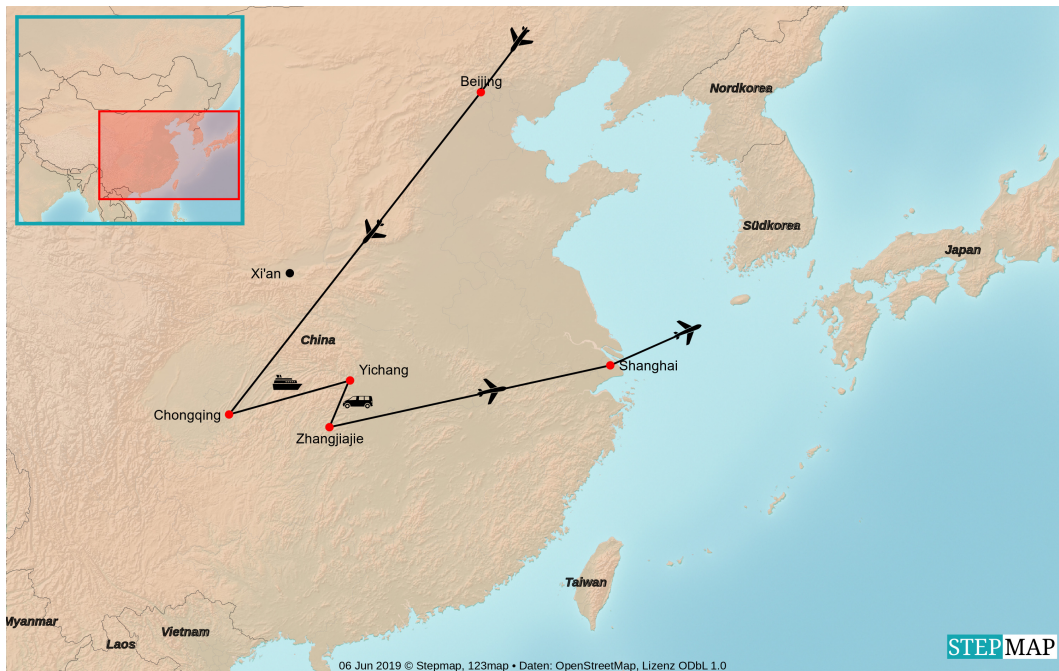 Beijing
Nordkorea
Südkorea
Japan
Xi'an
China
Yichang
Shanghai
Chongqing
Zhangjiajie
Taiwan
Myanmar
Laos
Vietnam
STEPMAP
06 Jun 2019 © Stepmap, 123map • Daten: OpenStreetMap, Lizenz ODbL 1.0